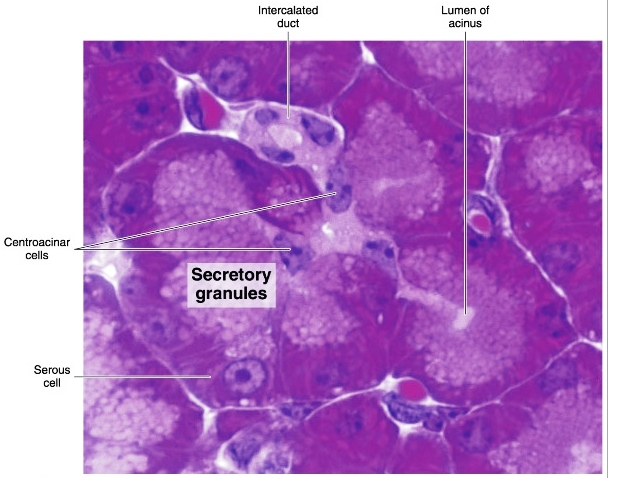 Intercalated
duct
Lumen of
acinus
Centroacinar
cells
Secretory
granules
Serous
cell